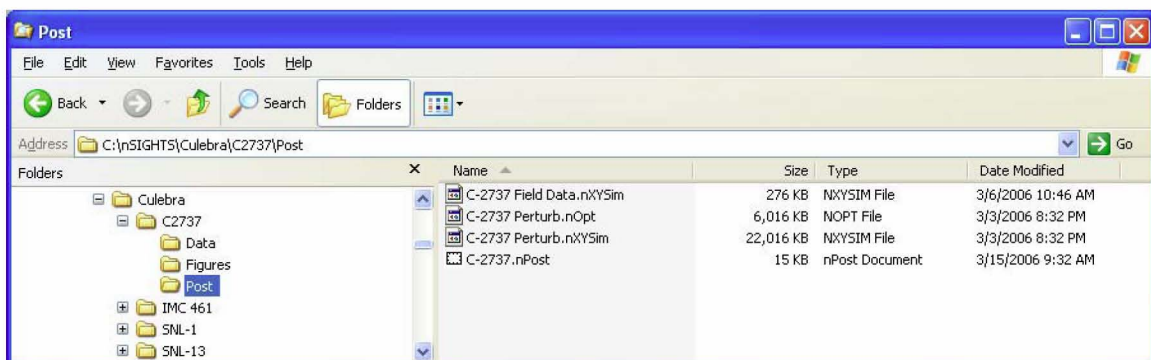 Post
File Edit View Favorites Tools Help
Back Search Folders
Address C:\nSIGHTS\Culebra\C2737\Post Go
Folders Name Size Type Date Modified
Culebra
C2737
Data
Figures
Post
IMC 461
SNL-1
SNL-13
C-2737 Field Data.nXYSim 276 KB NXYSIM File 3/6/2006 10:46 AM
C-2737 Perturb.nOpt 6,016 KB NOPT File 3/3/2006 8:32 PM
C-2737 Perturb.nXYSim 22,016 KB NXYSIM File 3/3/2006 8:32 PM
C-2737.nPost 15 KB nPost Document 3/15/2006 9:32 AM